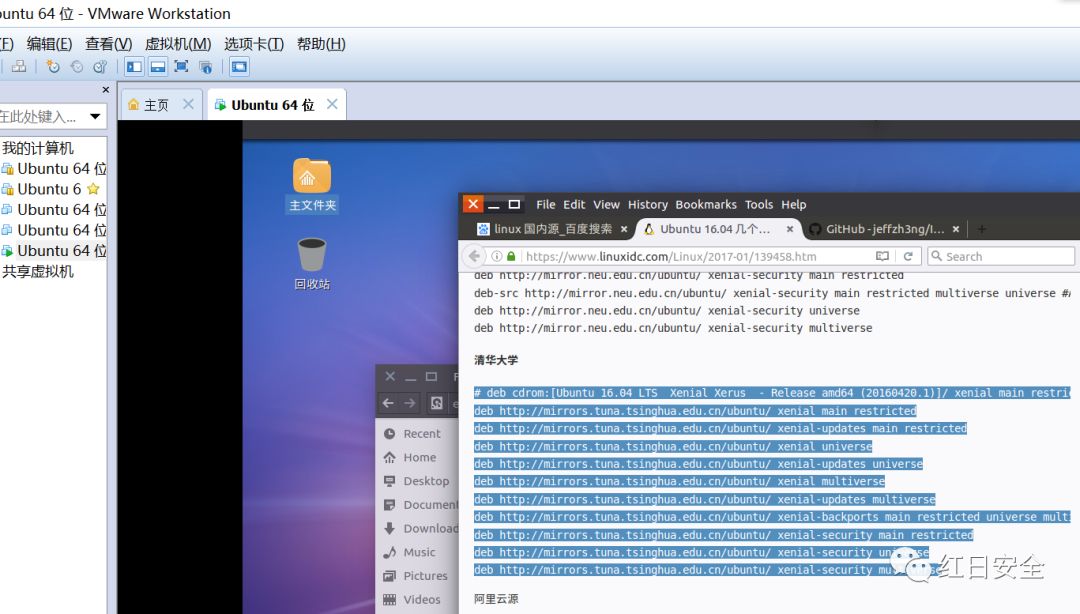 buntu 64 位 - VMware Workstation
(F) 编辑(E) 查看(V) 虚拟机(M) 选项卡(T) 帮助(H)
在此处键入...
主页
Ubuntu 64 位
我的计算机
Ubuntu 64 位
Ubuntu 6
Ubuntu 64 位
Ubuntu 64 位
Ubuntu 64 位
共享虚拟机
主文件夹
回收站
File Edit View History Bookmarks Tools Help
linux 国内源_百度搜索
Ubuntu 16.04 几个...
GitHub - jeffzh3ng/I...
https://www.linuxidc.com/Linux/2017-01/139458.htm
Search
deb http://mirror.neu.edu.cn/ubuntu/ xenial-security main restricted
deb-src http://mirror.neu.edu.cn/ubuntu/ xenial-security main restricted multiverse universe #
deb http://mirror.neu.edu.cn/ubuntu/ xenial-security universe
deb http://mirror.neu.edu.cn/ubuntu/ xenial-security multiverse
清华大学
# deb cdrom:[Ubuntu 16.04 LTS _Xenial Xerus_ - Release amd64 (20160420.1)]/ xenial main restri
deb http://mirrors.tuna.tsinghua.edu.cn/ubuntu/ xenial main restricted
deb http://mirrors.tuna.tsinghua.edu.cn/ubuntu/ xenial-updates main restricted
deb http://mirrors.tuna.tsinghua.edu.cn/ubuntu/ xenial universe
deb http://mirrors.tuna.tsinghua.edu.cn/ubuntu/ xenial-updates universe
deb http://mirrors.tuna.tsinghua.edu.cn/ubuntu/ xenial multiverse
deb http://mirrors.tuna.tsinghua.edu.cn/ubuntu/ xenial-updates multiverse
deb http://mirrors.tuna.tsinghua.edu.cn/ubuntu/ xenial-backports main restricted universe multi
deb http://mirrors.tuna.tsinghua.edu.cn/ubuntu/ xenial-security main restricted
deb http://mirrors.tuna.tsinghua.edu.cn/ubuntu/ xenial-security
deb http://mirrors.tuna.tsinghua.edu.cn/ubuntu/ xenial-security
阿里云源
Recent
Home
Desktop
Document
Download
Music
Pictures
Videos
红日安全